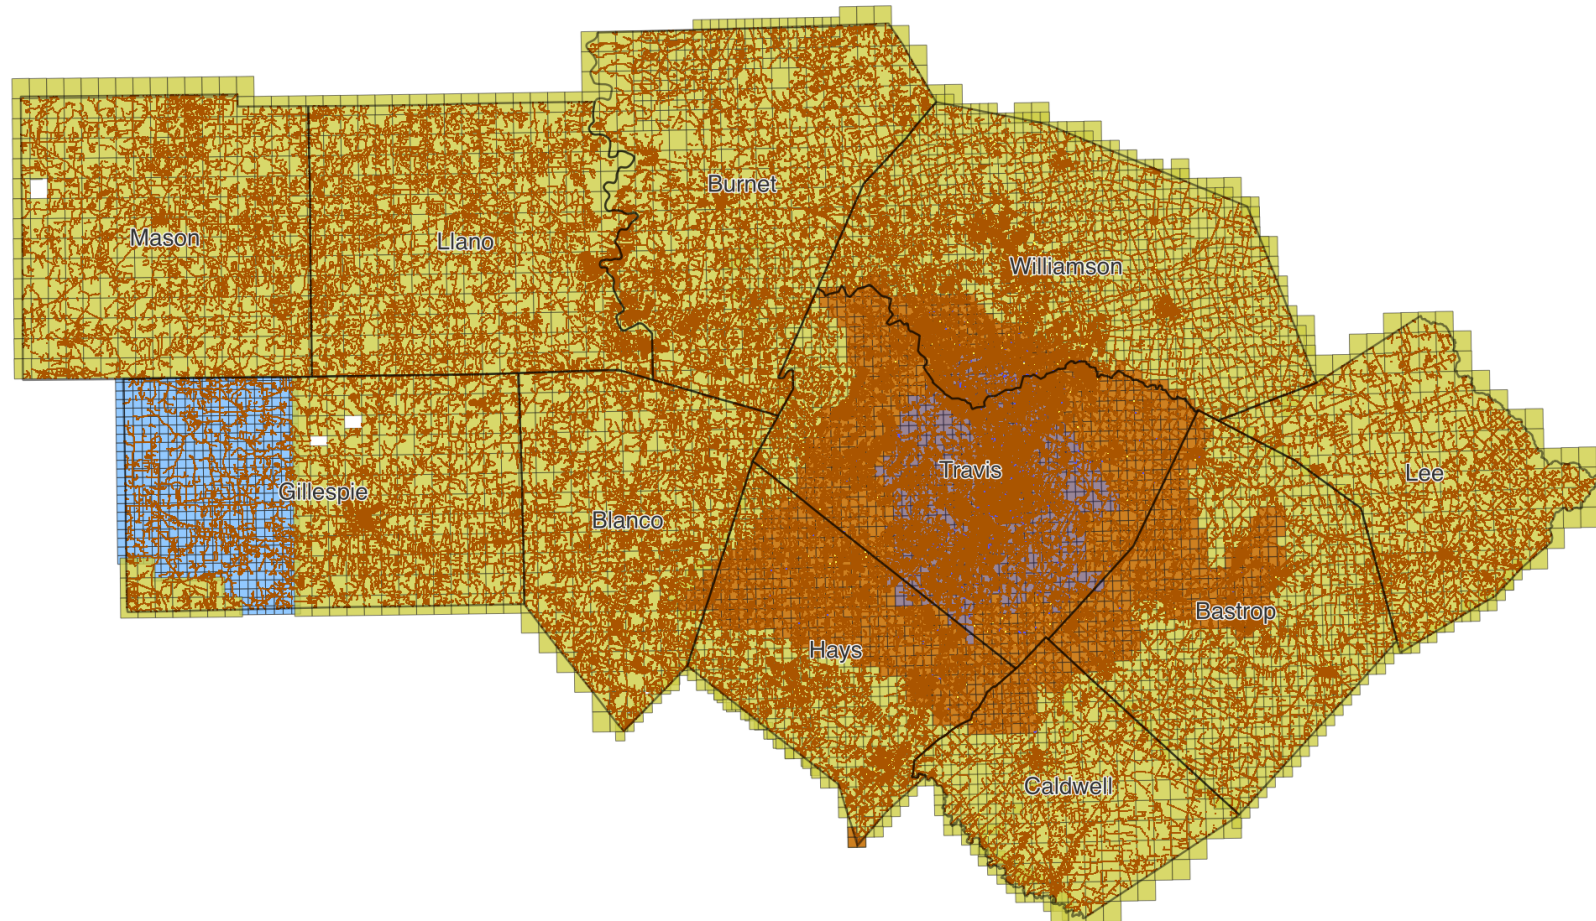 Burnet
Mason
Llano
Williamson
Travis
Lee
Gillespie
Blanco
Bastrop
Hays
Caldwell